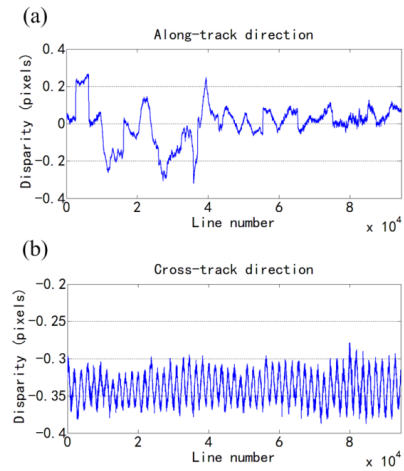 (a)
Along-track direction
Disparity (pixels)
0.4
0.2
0
-0.2
-0.4
0 2 4 6 8
Line number
x 10^4
(b)
Cross-track direction
Disparity (pixels)
-0.2
-0.25
-0.3
-0.35
-0.4
0 2 4 6 8
Line number
x 10^4